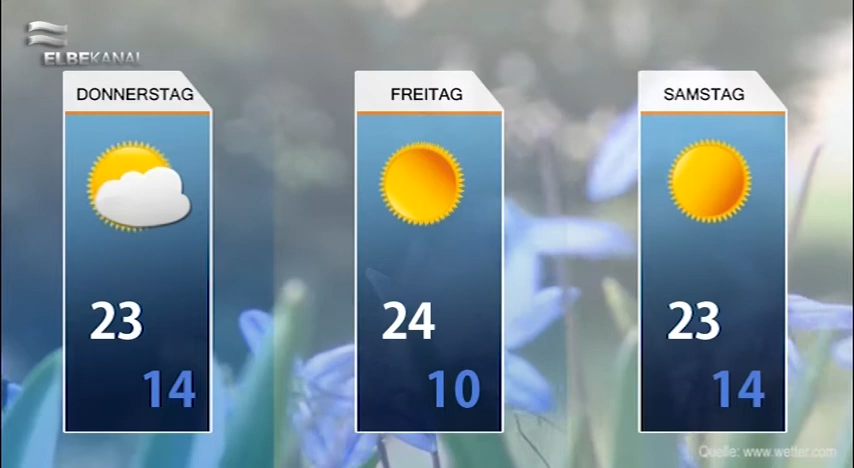 ELBEKANAL
DONNERSTAG
23
14
FREITAG
24
10
SAMSTAG
23
14
Quelle: www.wetter.com